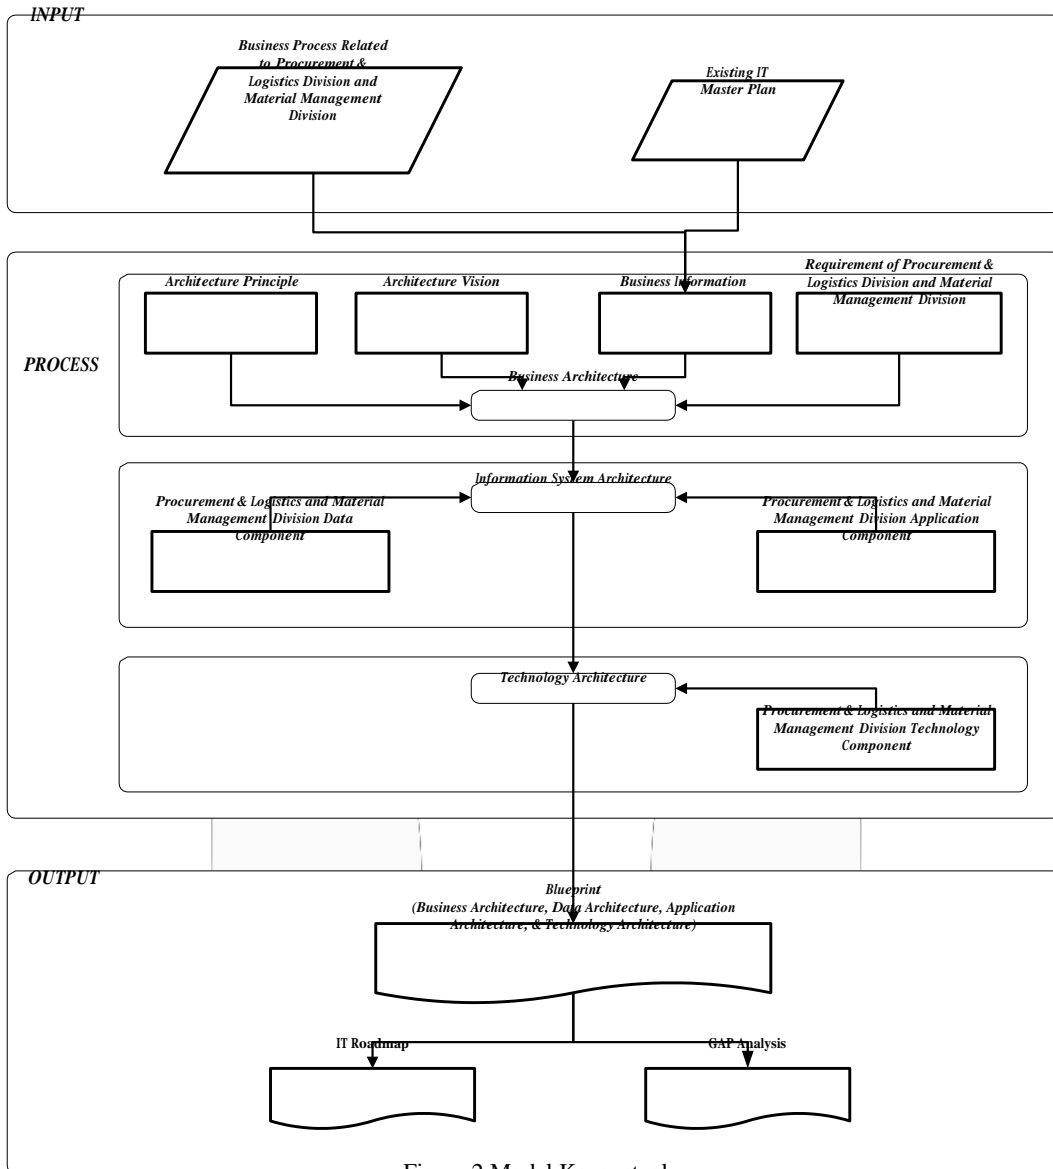 INPUT
Business Process Related
to Procurement &
Logistics Division and
Material Management
Division
Existing IT
Master Plan
PROCESS
Architecture Principle
Architecture Vision
Business Information
Requirement of Procurement &
Logistics Division and Material
Management Division
Business Architecture
Information System Architecture
Procurement & Logistics and Material
Management Division Data
Component
Procurement & Logistics and Material
Management Division Application
Component
Technology Architecture
Procurement & Logistics and Material
Management Division Technology
Component
OUTPUT
Blueprint
(Business Architecture, Data Architecture, Application
Architecture, & Technology Architecture)
IT Roadmap
GAP Analysis